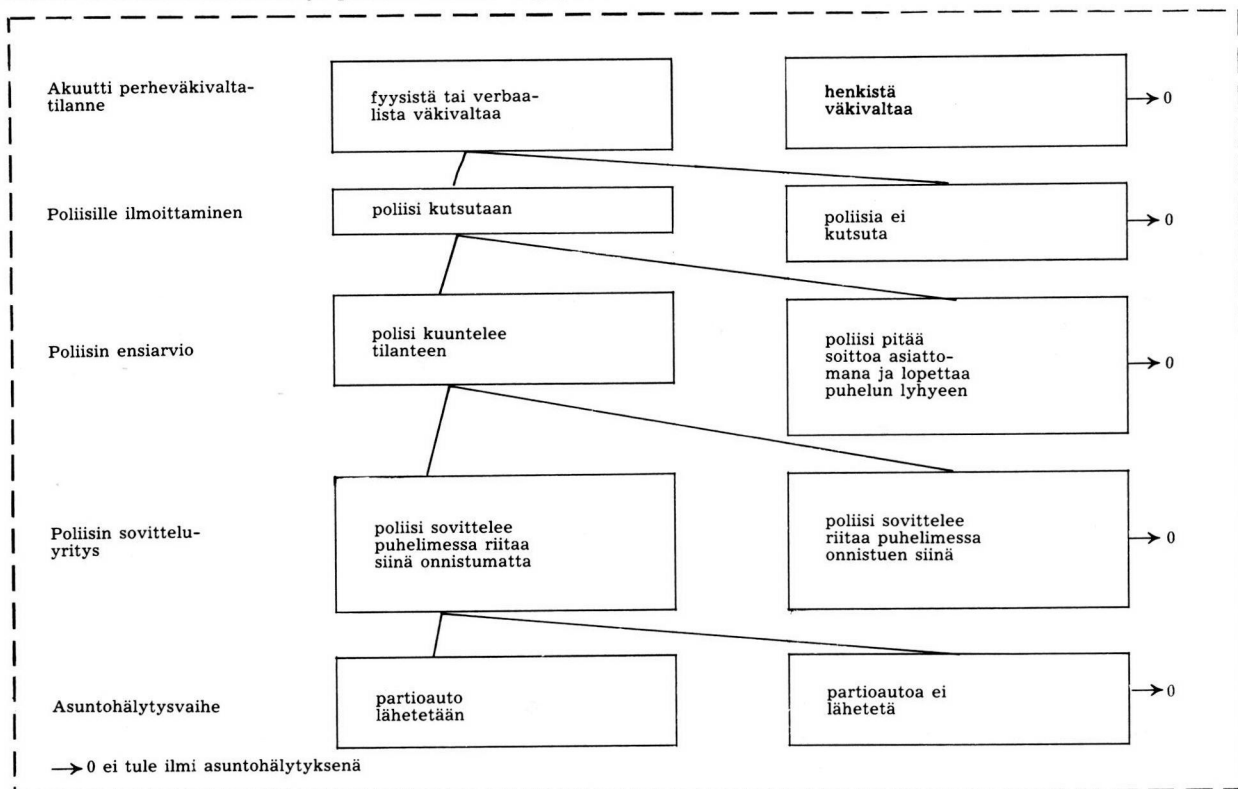 Akuutti perheväkivalta-
tilanne
fyysistä tai verbaa-
lista väkivaltaa
henkistä
väkivaltaa
→ 0
Poliisille ilmoittaminen
poliisi kutsutaan
poliisia ei
kutsuta
→ 0
Poliisin ensiarvio
polisi kuuntelee
tilanteen
poliisi pitää
soittoa asiatto-
mana ja lopettaa
puhelun lyhyeen
→ 0
Poliisin sovittelu-
yritys
poliisi sovittelee
puhelimessa riitaa
siinä onnistumatta
poliisi sovittelee
riitaa puhelimessa
onnistuen siinä
→ 0
Asuntohälytysvaihe
partioauto
lähetetään
partioautoa ei
lähetetä
→ 0
→ 0 ei tule ilmi asuntohälytyksenä